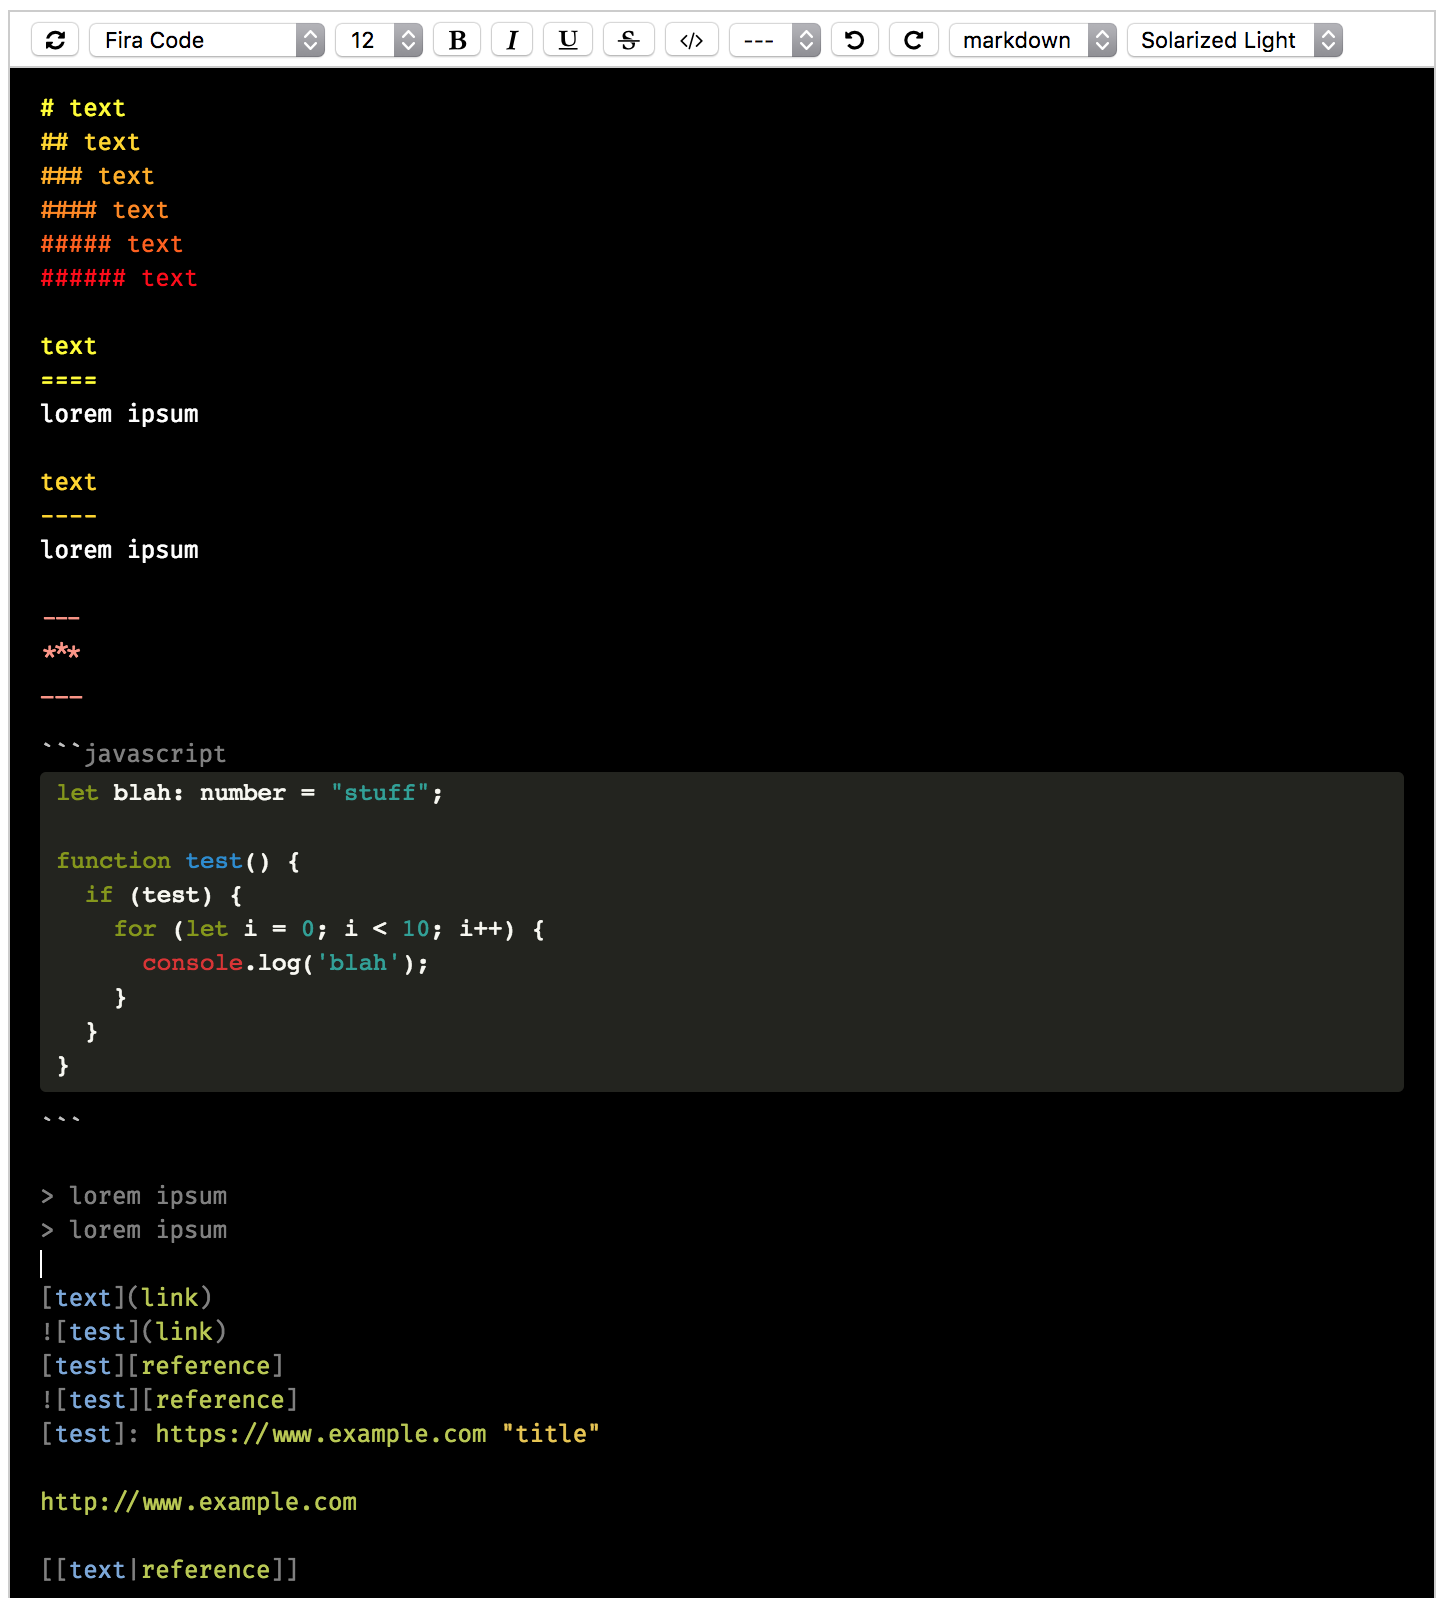 Fira Code 12 B I U S </> --- markdown Solarized Light
# text
## text
### text
#### text
##### text
###### text
text
====
lorem ipsum
text
----
lorem ipsum
---
***
___
```javascript
let blah: number = "stuff";
function test() {
  if (test) {
    for (let i = 0; i < 10; i++) {
      console.log('blah');
    }
  }
}
```
> lorem ipsum
> lorem ipsum
[text](link)
![test](link)
[test][reference]
![test][reference]
[test]: https://www.example.com "title"
http://www.example.com
[[text|reference]]